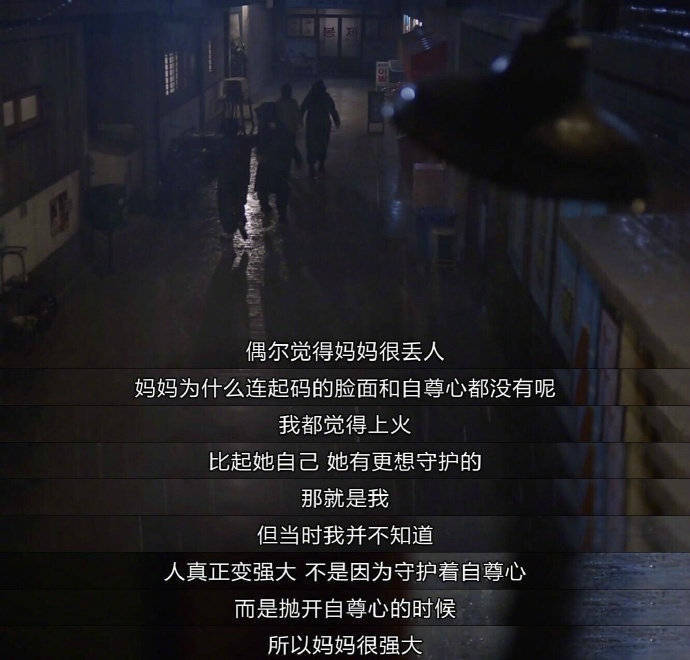 봉제
偶尔觉得妈妈很丢人
妈妈为什么连起码的脸面和自尊心都没有呢
我都觉得上火
比起她自己 她有更想守护的
那就是我
但当时我并不知道
人真正变强大 不是因为守护着自尊心
而是抛开自尊心的时候
所以妈妈很强大